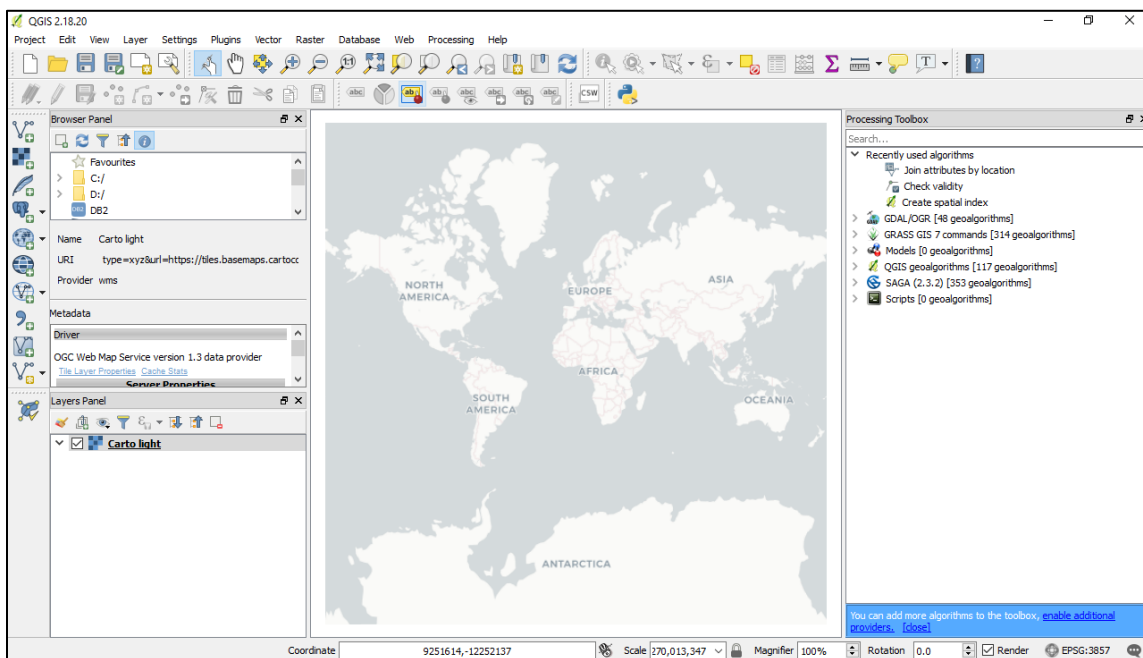 QGIS 2.18.20
Project Edit View Layer Settings Plugins Vector Raster Database Web Processing Help
Browser Panel
Favourites
C:/
D:/
DB2
Name Carto light
URI type=xyz&url=https://tiles.basemaps.cartocc
Provider wms
Metadata
Driver
OGC Web Map Service version 1.3 data provider
Tile Layer Properties Cache Stats
Server Properties
Layers Panel
Carto light
NORTH
AMERICA
EUROPE
ASIA
AFRICA
SOUTH
AMERICA
OCEANIA
ANTARCTICA
Processing Toolbox
Search...
Recently used algorithms
Join attributes by location
Check validity
Create spatial index
GDAL/OGR [48 geoalgorithms]
GRASS GIS 7 commands [314 geoalgorithms]
Models [0 geoalgorithms]
QGIS geoalgorithms [117 geoalgorithms]
SAGA (2.3.2) [353 geoalgorithms]
Scripts [0 geoalgorithms]
You can add more algorithms to the toolbox, enable additional
providers. [close]
Coordinate 9251614,-12252137 Scale 270,013,347 Magnifier 100% Rotation 0.0 Render EPSG:3857